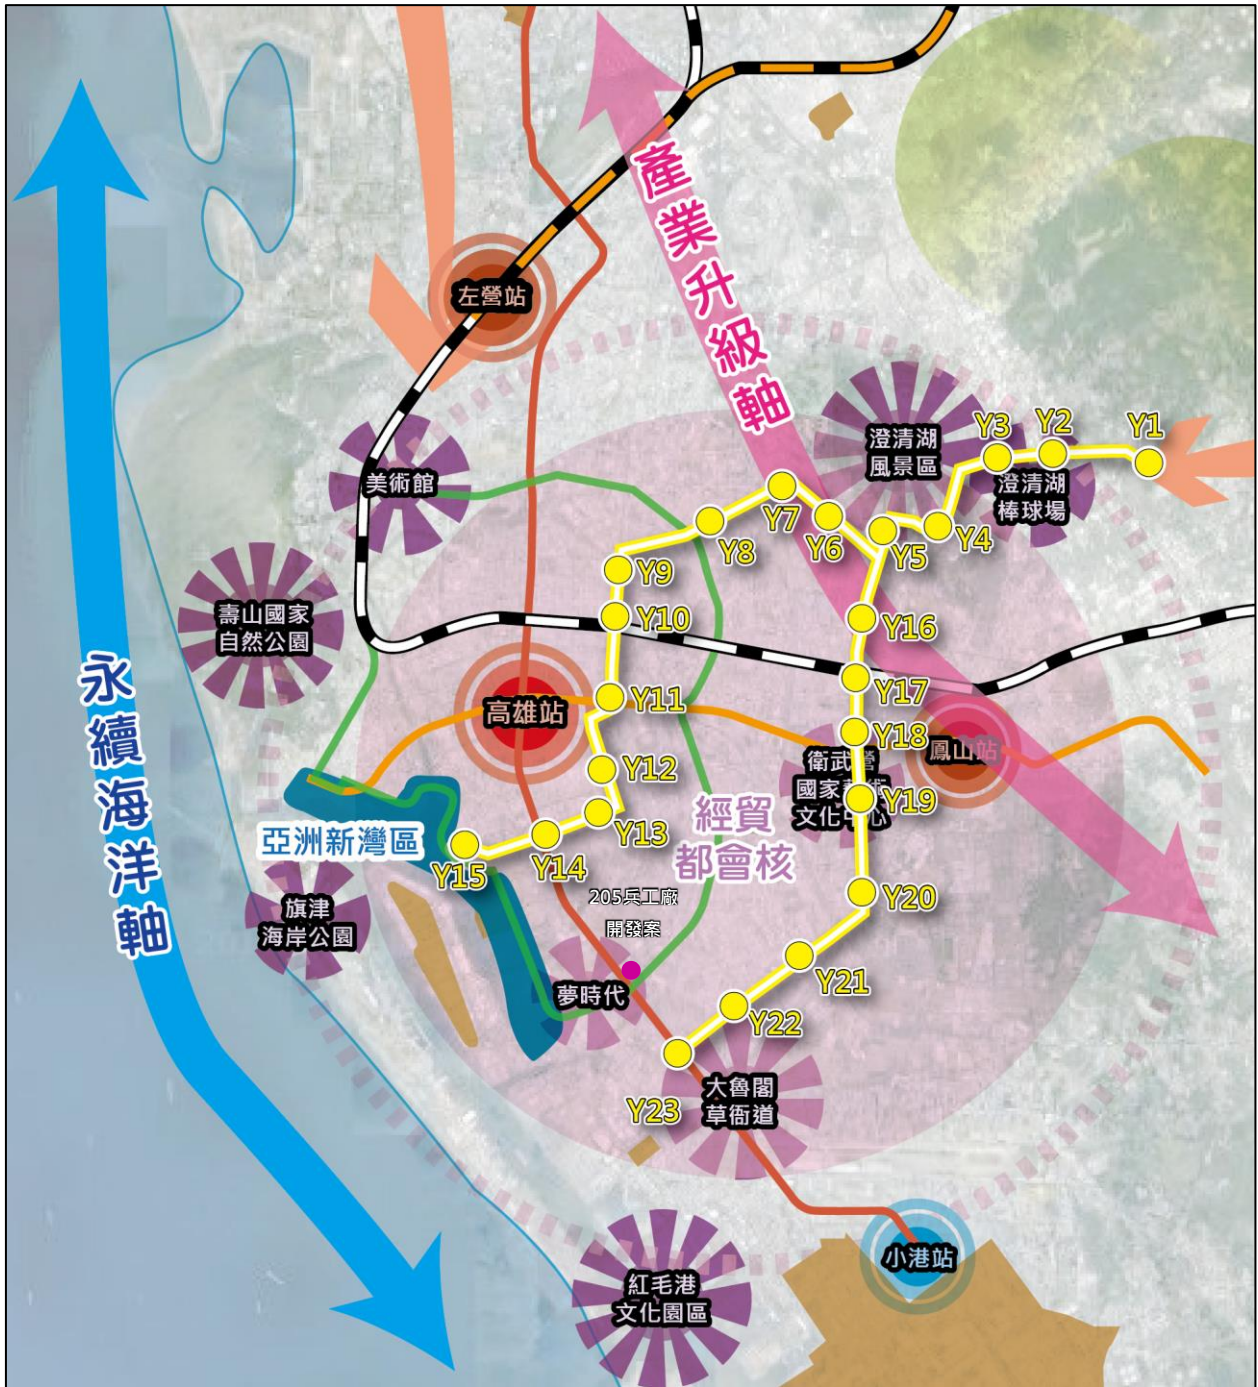 產業升級軸
左營站
澄清湖
風景區
Y3
Y2
Y1
美術館
澄清湖
棒球場
Y7
Y6
Y5
Y4
Y8
Y9
壽山國家
自然公園
Y10
Y16
永續海洋軸
Y17
Y11
高雄站
Y18
鳳山站
衛武營
國家藝術
文化中心
Y12
Y19
亞洲新灣區
Y13
經貿
都會核
Y14
Y15
205兵工廠
開發案
Y20
旗津
海岸公園
Y21
夢時代
Y22
大魯閣
草衙道
Y23
小港站
紅毛港
文化園區